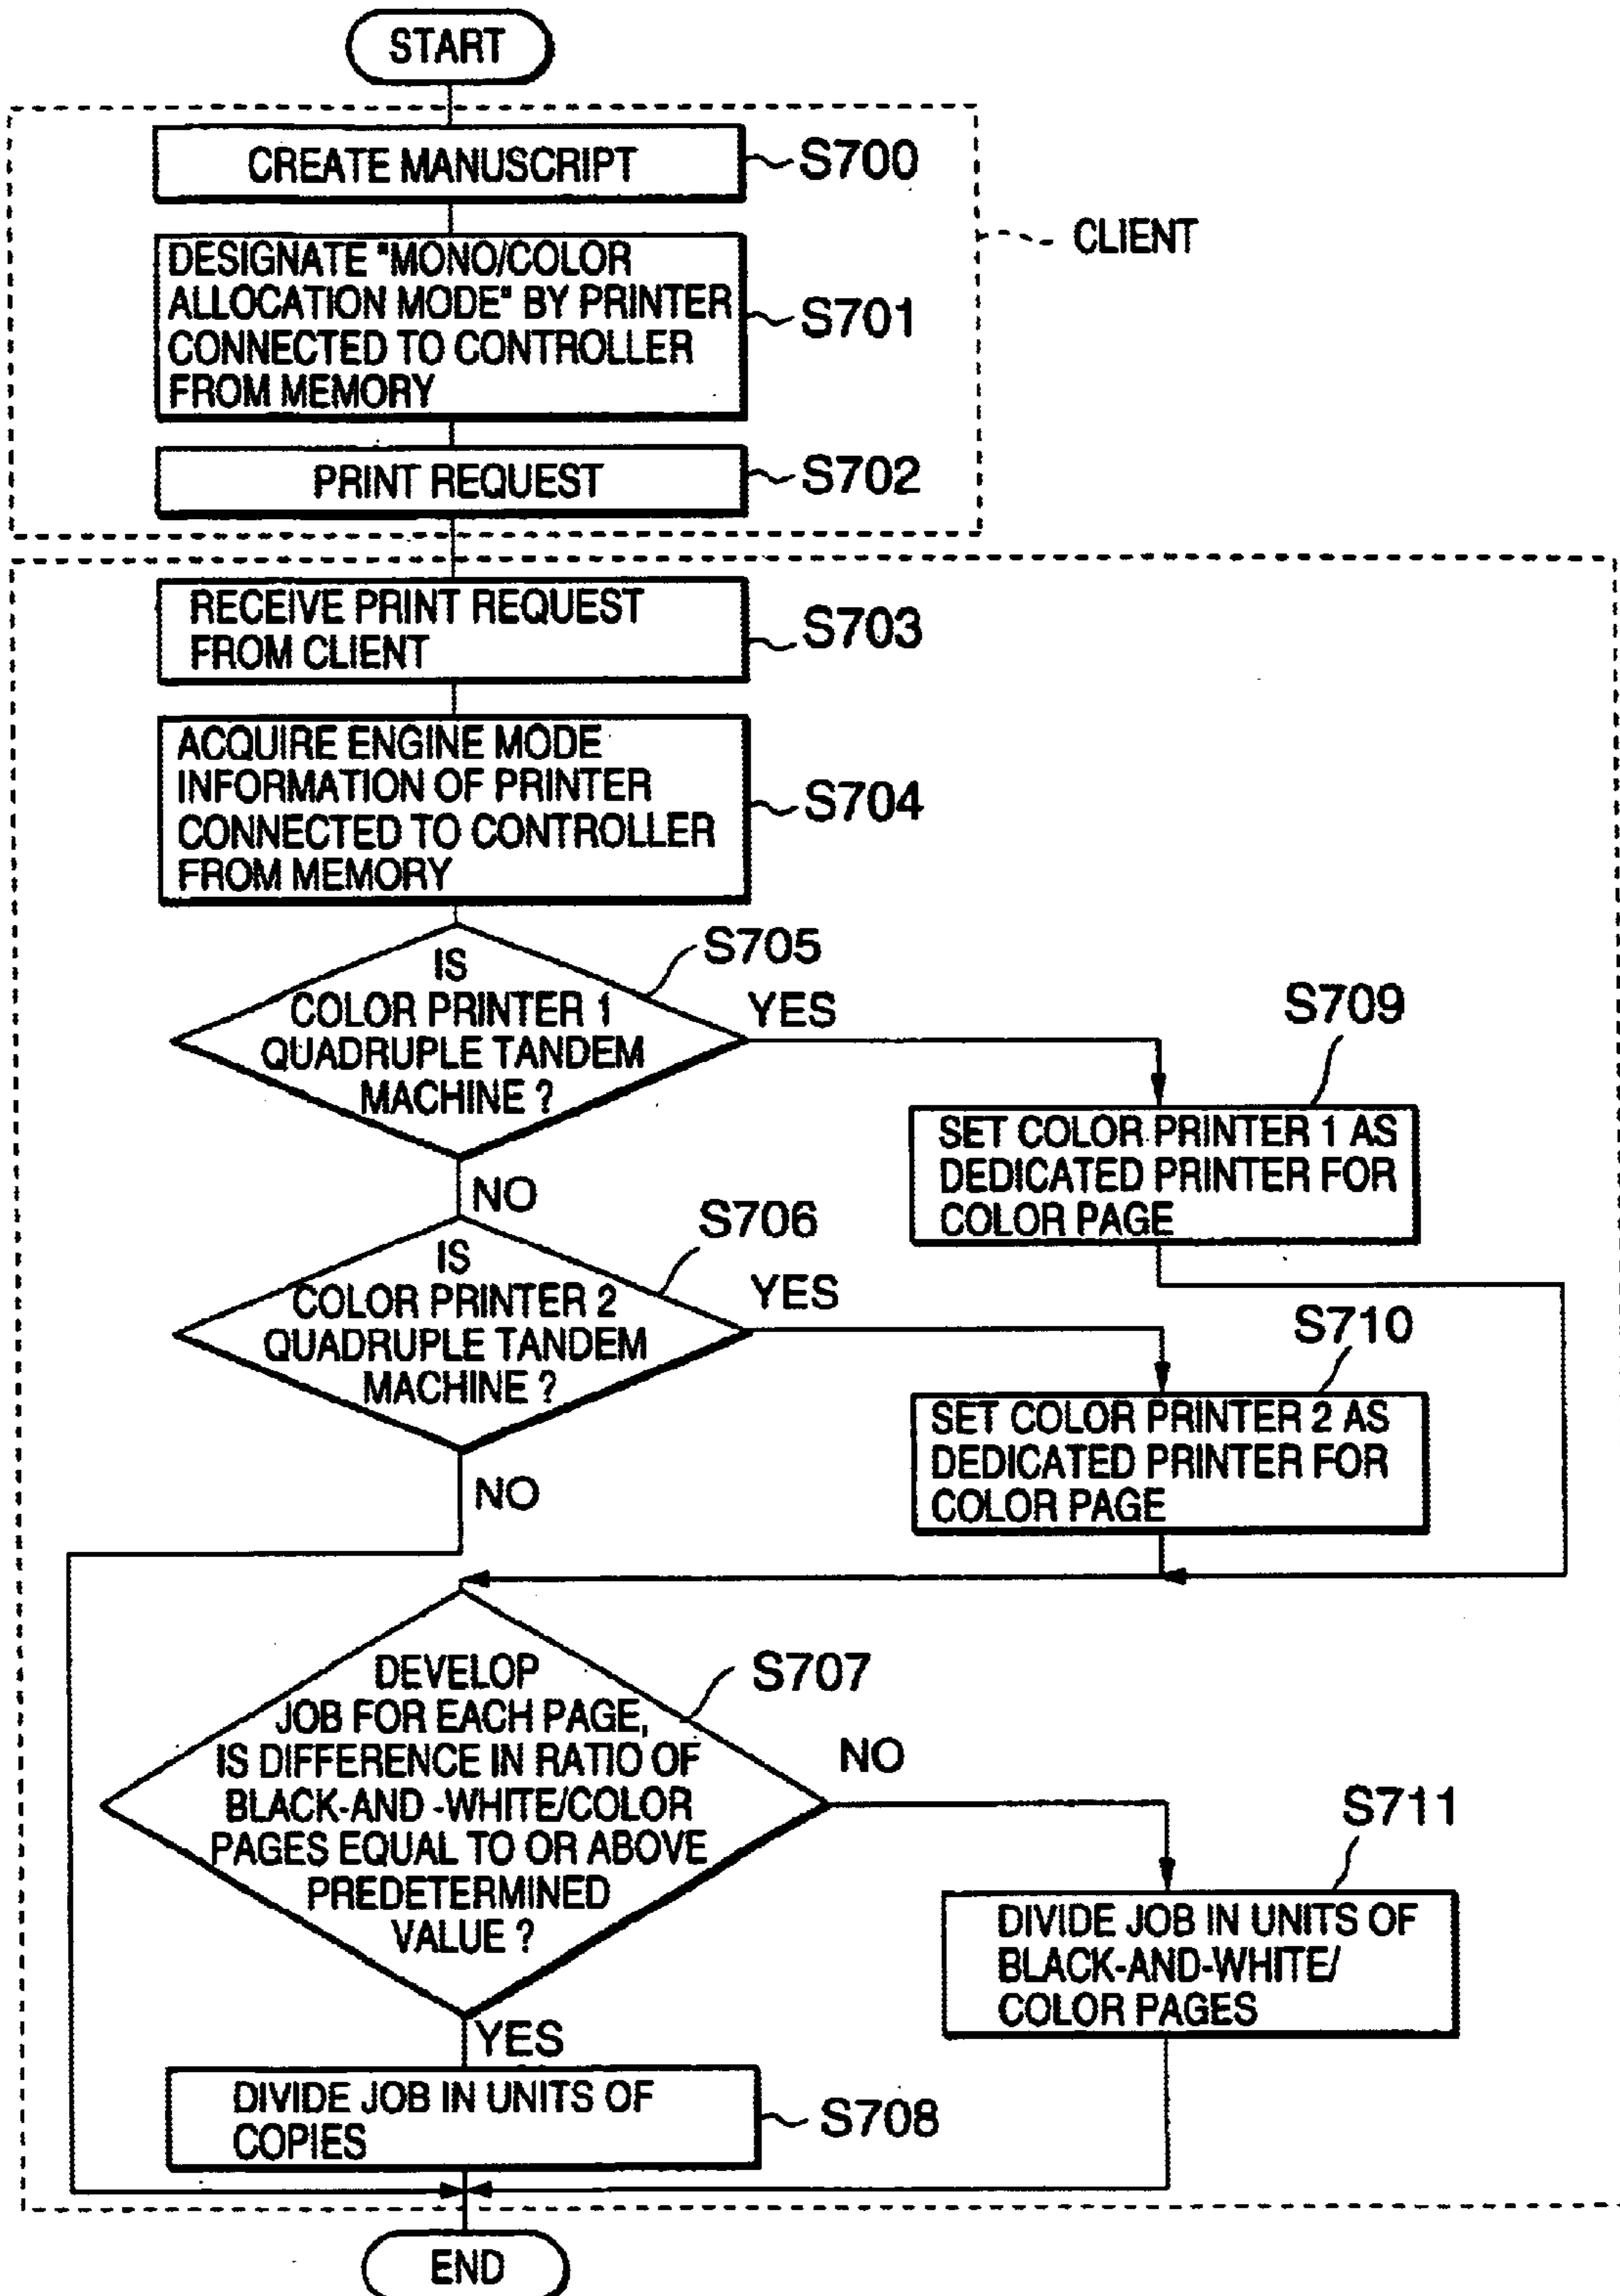 START
CREATE MANUSCRIPT
S700
DESIGNATE "MONO/COLOR
ALLOCATION MODE" BY PRINTER
CONNECTED TO CONTROLLER
FROM MEMORY
S701
CLIENT
PRINT REQUEST
S702
RECEIVE PRINT REQUEST
FROM CLIENT
S703
ACQUIRE ENGINE MODE
INFORMATION OF PRINTER
CONNECTED TO CONTROLLER
FROM MEMORY
S704
IS
COLOR PRINTER 1
QUADRUPLE TANDEM
MACHINE ?
S705
YES
NO
S709
SET COLOR PRINTER 1 AS
DEDICATED PRINTER FOR
COLOR PAGE
IS
COLOR PRINTER 2
QUADRUPLE TANDEM
MACHINE ?
S706
YES
NO
S710
SET COLOR PRINTER 2 AS
DEDICATED PRINTER FOR
COLOR PAGE
DEVELOP
JOB FOR EACH PAGE,
IS DIFFERENCE IN RATIO OF
BLACK-AND -WHITE/COLOR
PAGES EQUAL TO OR ABOVE
PREDETERMINED
VALUE ?
S707
NO
YES
S711
DIVIDE JOB IN UNITS OF
BLACK-AND-WHITE/
COLOR PAGES
DIVIDE JOB IN UNITS OF
COPIES
S708
END